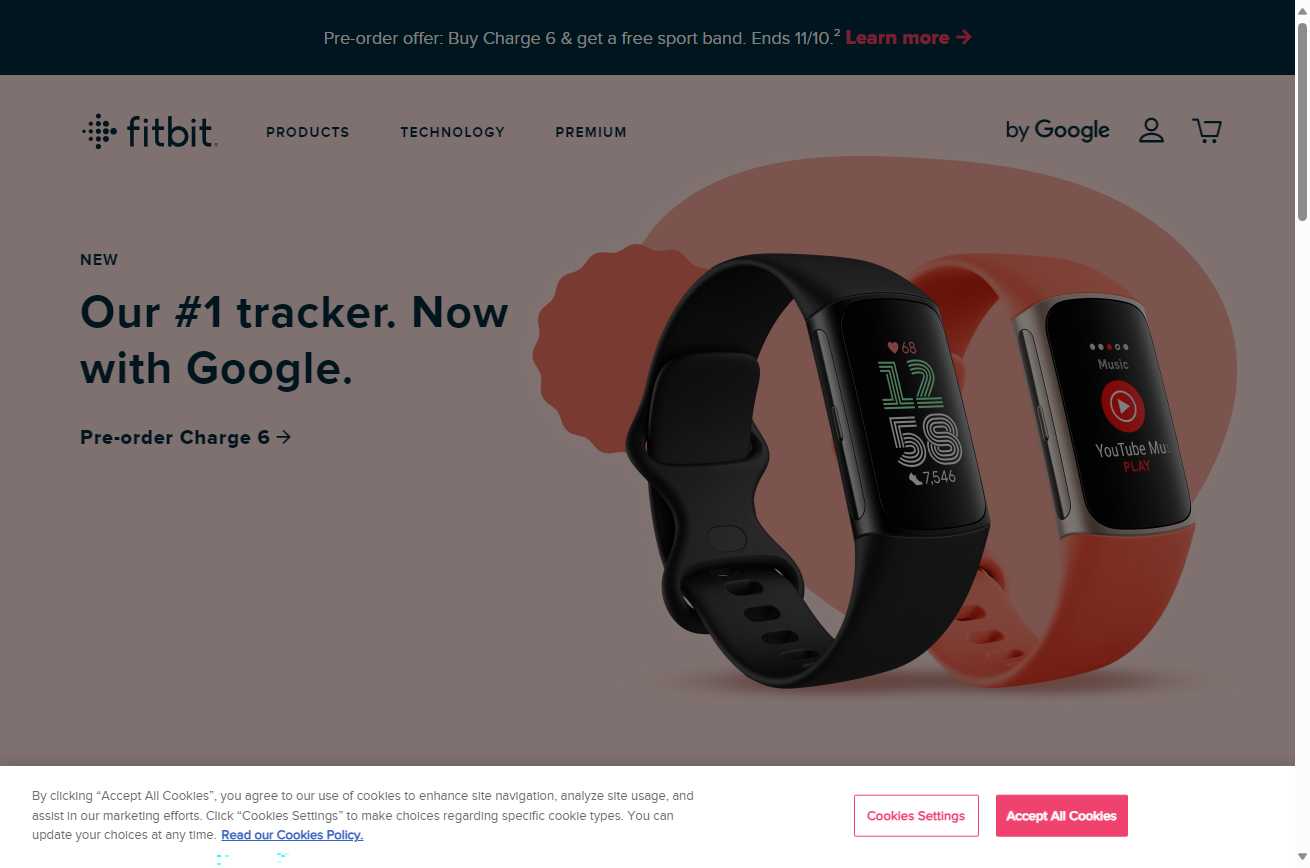 Pre-order offer: Buy Charge 6 & get a free sport band. Ends 11/10.² Learn more →
fitbit
PRODUCTS
TECHNOLOGY
PREMIUM
by Google
NEW
Our #1 tracker. Now
with Google.
Pre-order Charge 6 →
68
12
58
7,546
Music
YouTube Mu
PLAY
By clicking “Accept All Cookies”, you agree to our use of cookies to enhance site navigation, analyze site usage, and
assist in our marketing efforts. Click “Cookies Settings” to make choices regarding specific cookie types. You can
update your choices at any time. Read our Cookies Policy.
Cookies Settings
Accept All Cookies